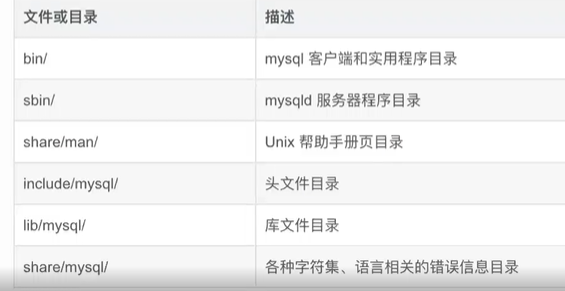 文件或目录 描述
bin/ mysql 客户端和实用程序目录
sbin/ mysqld 服务器程序目录
share/man/ Unix 帮助手册页目录
include/mysql/ 头文件目录
lib/mysql/ 库文件目录
share/mysql/ 各种字符集、语言相关的错误信息目录